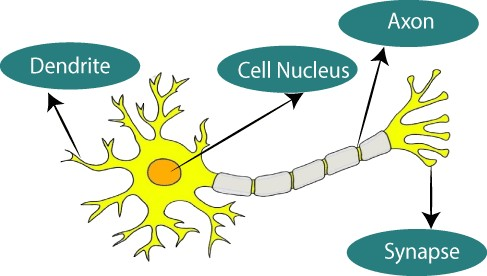 Axon
Dendrite
Cell Nucleus
Synapse